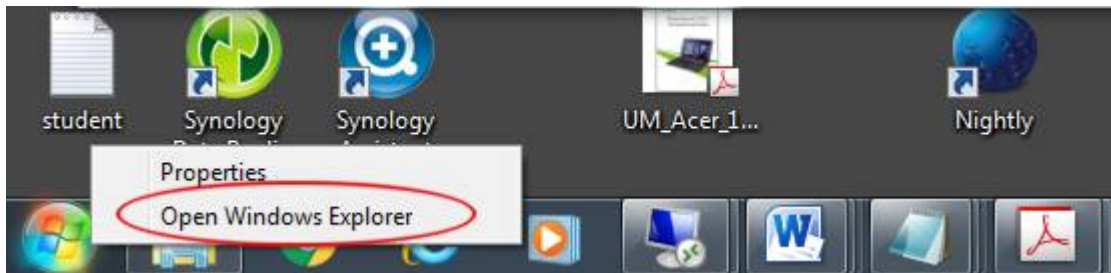 student
Synology
Synology
UM_Acer_1...
Nightly
Properties
Open Windows Explorer
W